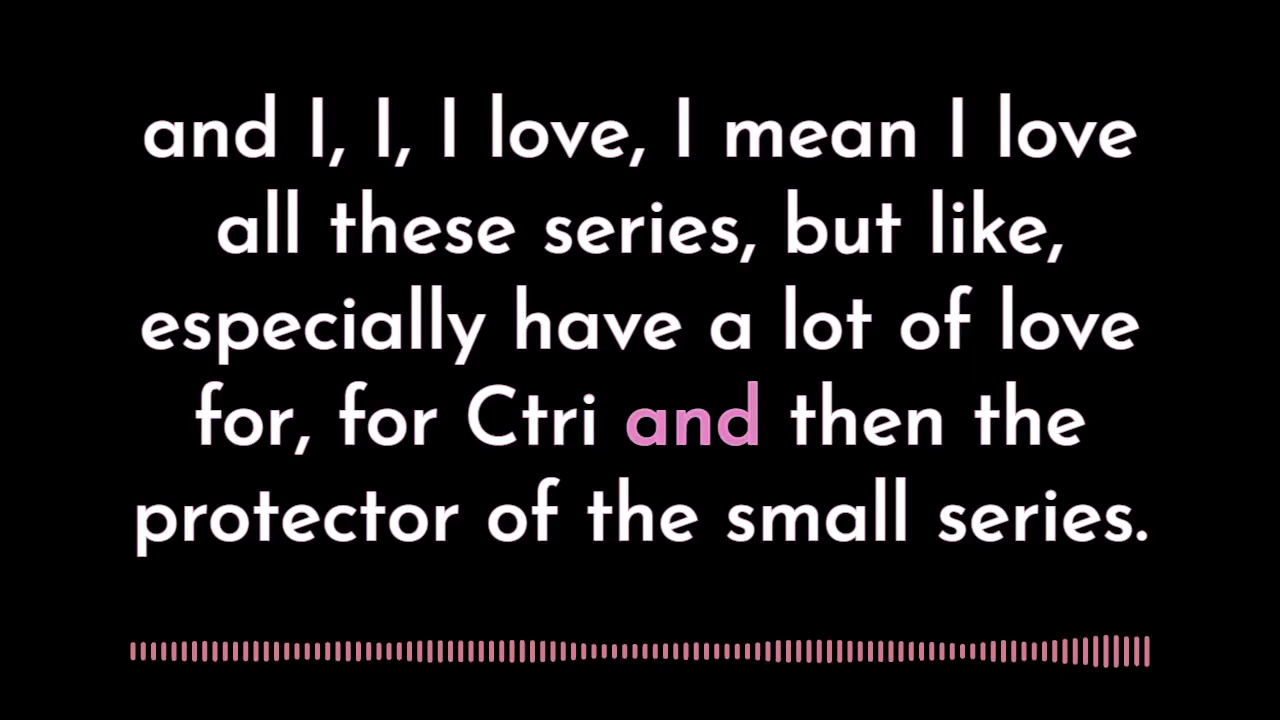 and I, I, I love, I mean I love
all these series, but like,
especially have a lot of love
for, for Ctri and then the
protector of the small series.